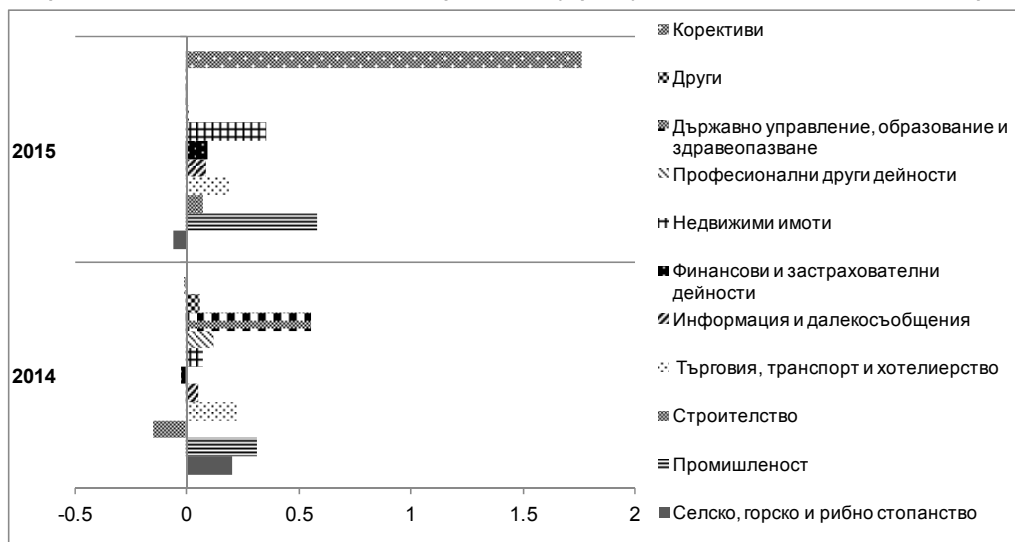 2015
2014
-0.5
0
0.5
1
1.5
2
Корективи
Други
Държавно управление, образование и
здравеопазване
Професионални други дейности
Недвижими имоти
Финансови и застрахователни
дейности
Информация и далекосъобщения
Търговия, транспорт и хотелиерство
Строителство
Промишленост
Селско, горско и рибно стопанство